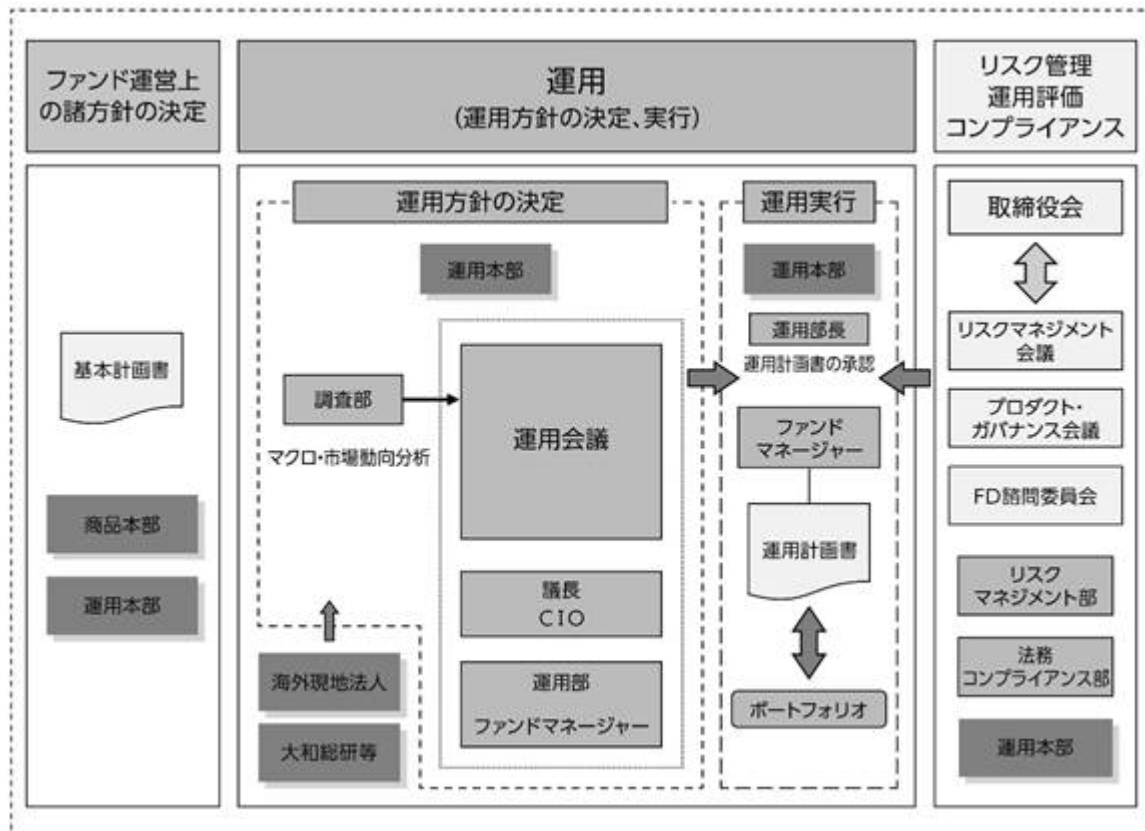 ファンド運営上
の諸方針の決定
基本計画書
商品本部
運用本部
運用
(運用方針の決定、実行)
運用方針の決定
運用本部
調査部
マクロ・市場動向分析
運用会議
議長
CIO
運用部
ファンドマネージャー
海外現地法人
大和総研等
運用実行
運用本部
運用部長
運用計画書の承認
ファンド
マネージャー
運用計画書
ポートフォリオ
リスク管理
運用評価
コンプライアンス
取締役会
リスクマネジメント
会議
プロダクト・
ガバナンス会議
FD諮問委員会
リスク
マネジメント部
法務
コンプライアンス部
運用本部